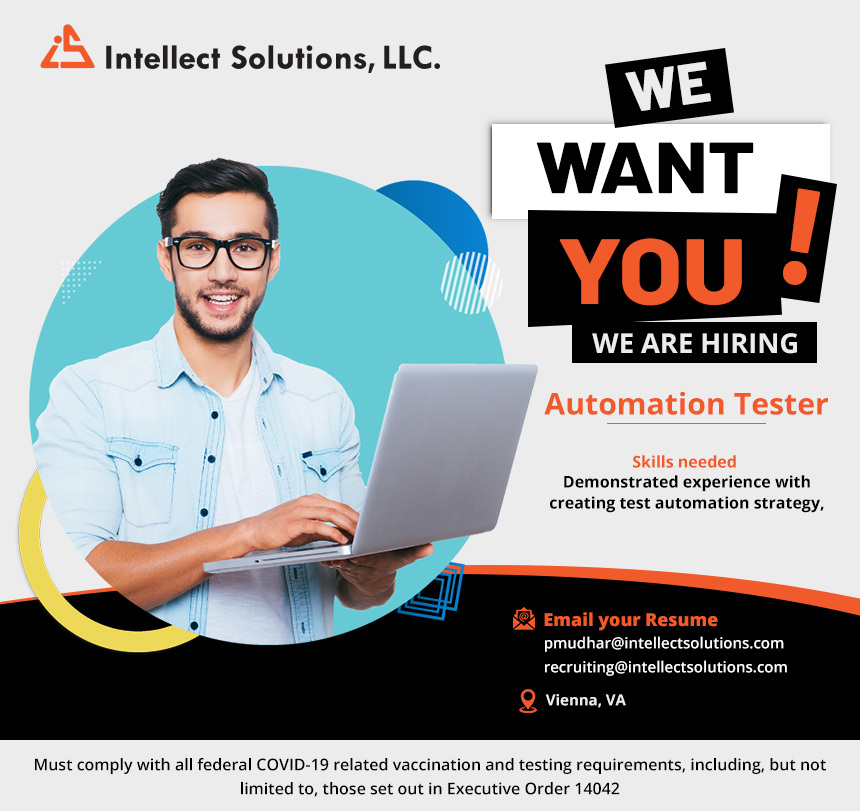 Intellect Solutions, LLC.
WE
WANT
YOU!
WE ARE HIRING
Automation Tester
Skills needed
Demonstrated experience with
creating test automation strategy,
Email your Resume
pmudhar@intellectsolutions.com
recruiting@intellectsolutions.com
Vienna, VA
Must comply with all federal COVID-19 related vaccination and testing requirements, including, but not
limited to, those set out in Executive Order 14042